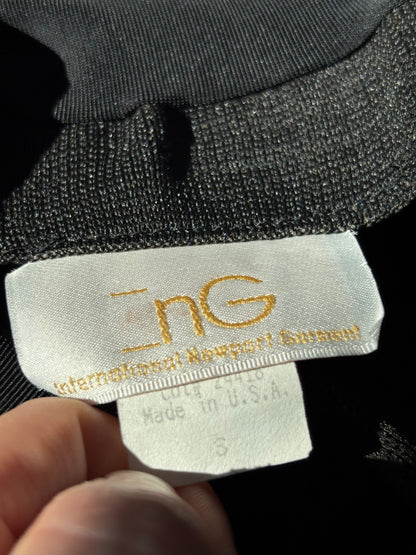 InG
International Newport Garment
Made in U.S.A.
S